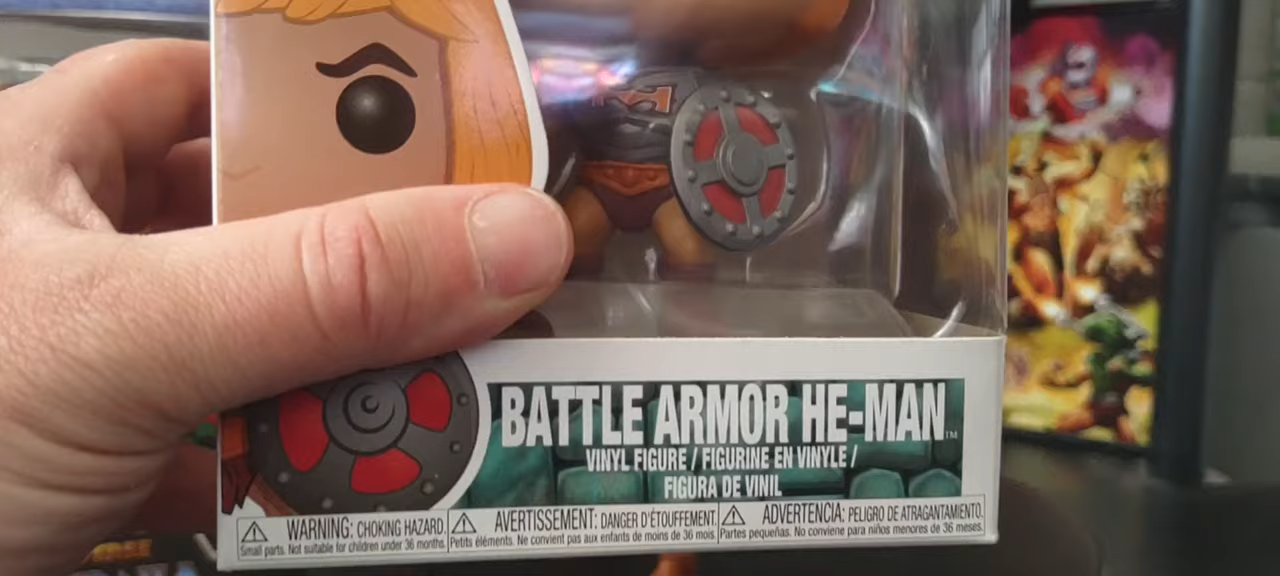 BATTLE ARMOR HE-MAN™
VINYL FIGURE / FIGURINE EN VINYLE /
FIGURA DE VINIL
WARNING: CHOKING HAZARD.
Small parts. Not suitable for children under 36 months.
AVERTISSEMENT: DANGER D'ÉTOUFFEMENT.
Petits éléments. Ne convient pas aux enfants de moins de 36 mois.
ADVERTENCIA: PELIGRO DE ATRAGANTAMIENTO.
Partes pequeñas. No conviene para niños menores de 36 meses.